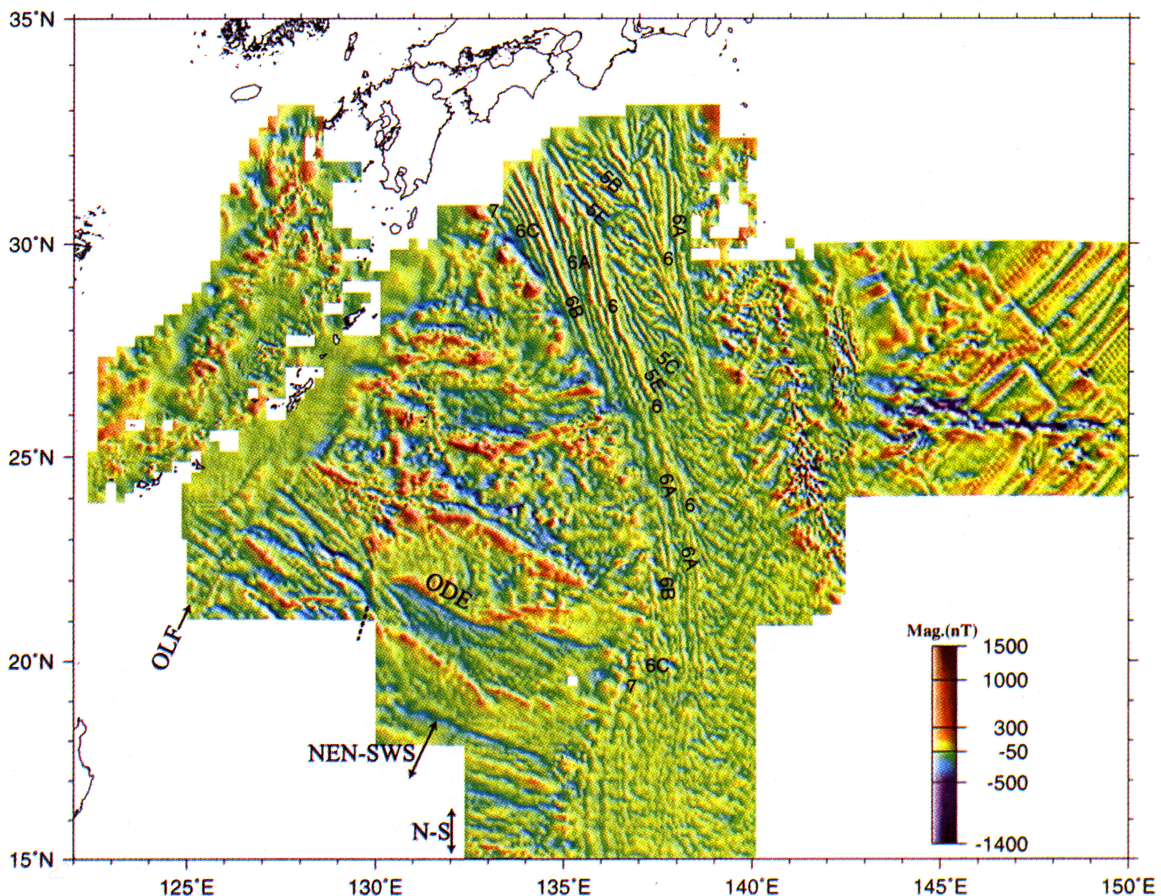 35°N
30°N
25°N
20°N
15°N
7
6C
6A
6B
6
5B
5E
6A
6
5C
5E
6
6A
6
6A
6B
6C
7
ODE
OLF
NEN-SWS
N-S
Mag.(nT)
1500
1000
300
-50
-500
-1400
125°E
130°E
135°E
140°E
145°E
150°E